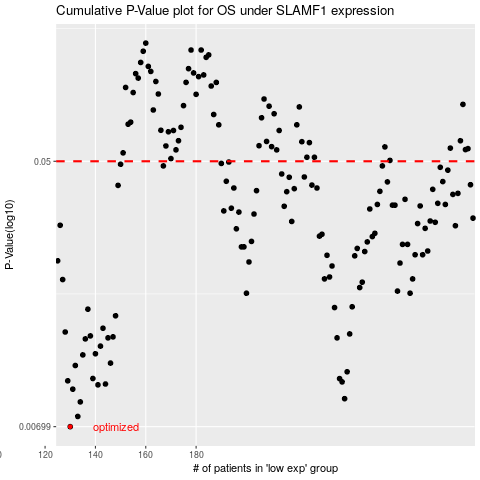 Cumulative P-Value plot for OS under SLAMF1 expression
P-Value(log10)
0.05
0.00699
optimized
0 120 140 160 180
# of patients in 'low exp' group